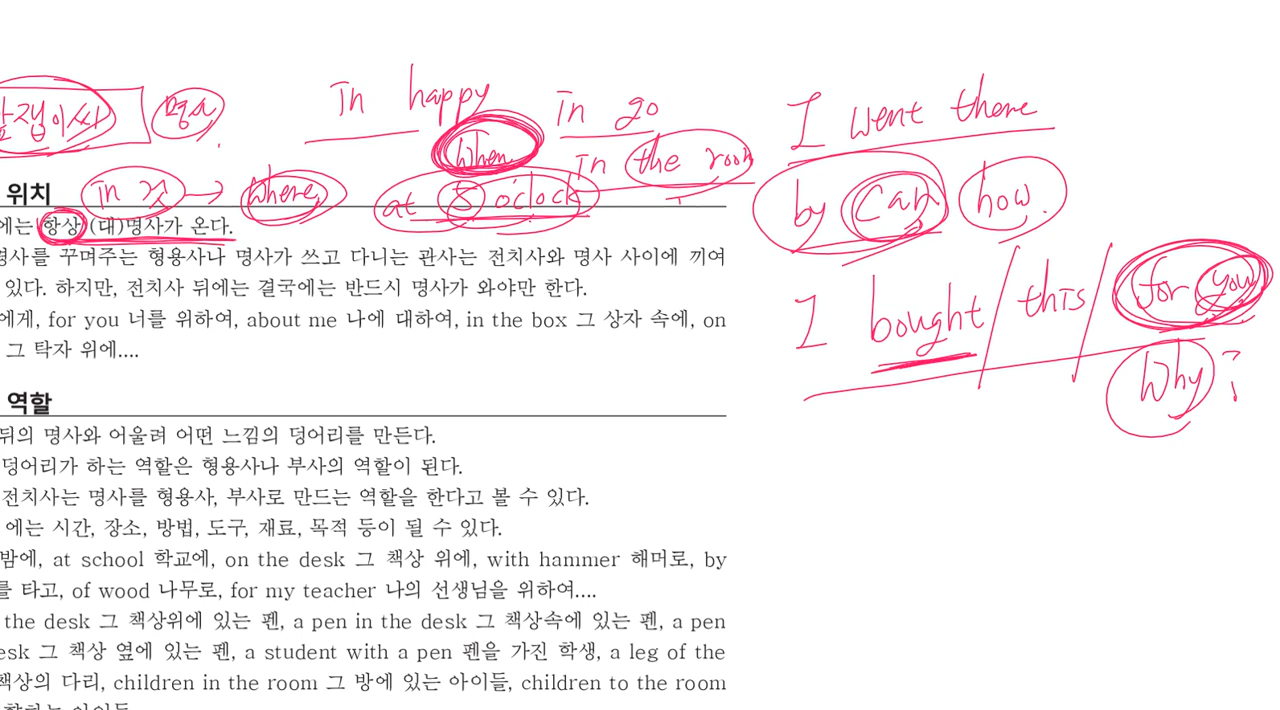 앞잽이싸 명사.
In happy
In go
I went there
When
In the room
in 것 → where
at 8 o'clock
by Car how.
위치
에는 항상 (대)명사가 온다.
명사를 꾸며주는 형용사나 명사가 쓰고 다니는 관사는 전치사와 명사 사이에 끼여
있다. 하지만, 전치사 뒤에는 결국에는 반드시 명사가 와야만 한다.
에게, for you 너를 위하여, about me 나에 대하여, in the box 그 상자 속에, on
그 탁자 위에....
I bought / this / for you
Why?
역할
뒤의 명사와 어울려 어떤 느낌의 덩어리를 만든다.
덩어리가 하는 역할은 형용사나 부사의 역할이 된다.
전치사는 명사를 형용사, 부사로 만드는 역할을 한다고 볼 수 있다.
에는 시간, 장소, 방법, 도구, 재료, 목적 등이 될 수 있다.
밤에, at school 학교에, on the desk 그 책상 위에, with hammer 해머로, by
를 타고, of wood 나무로, for my teacher 나의 선생님을 위하여....
the desk 그 책상위에 있는 펜, a pen in the desk 그 책상속에 있는 펜, a pen
esk 그 책상 옆에 있는 펜, a student with a pen 펜을 가진 학생, a leg of the
책상의 다리, children in the room 그 방에 있는 아이들, children to the room